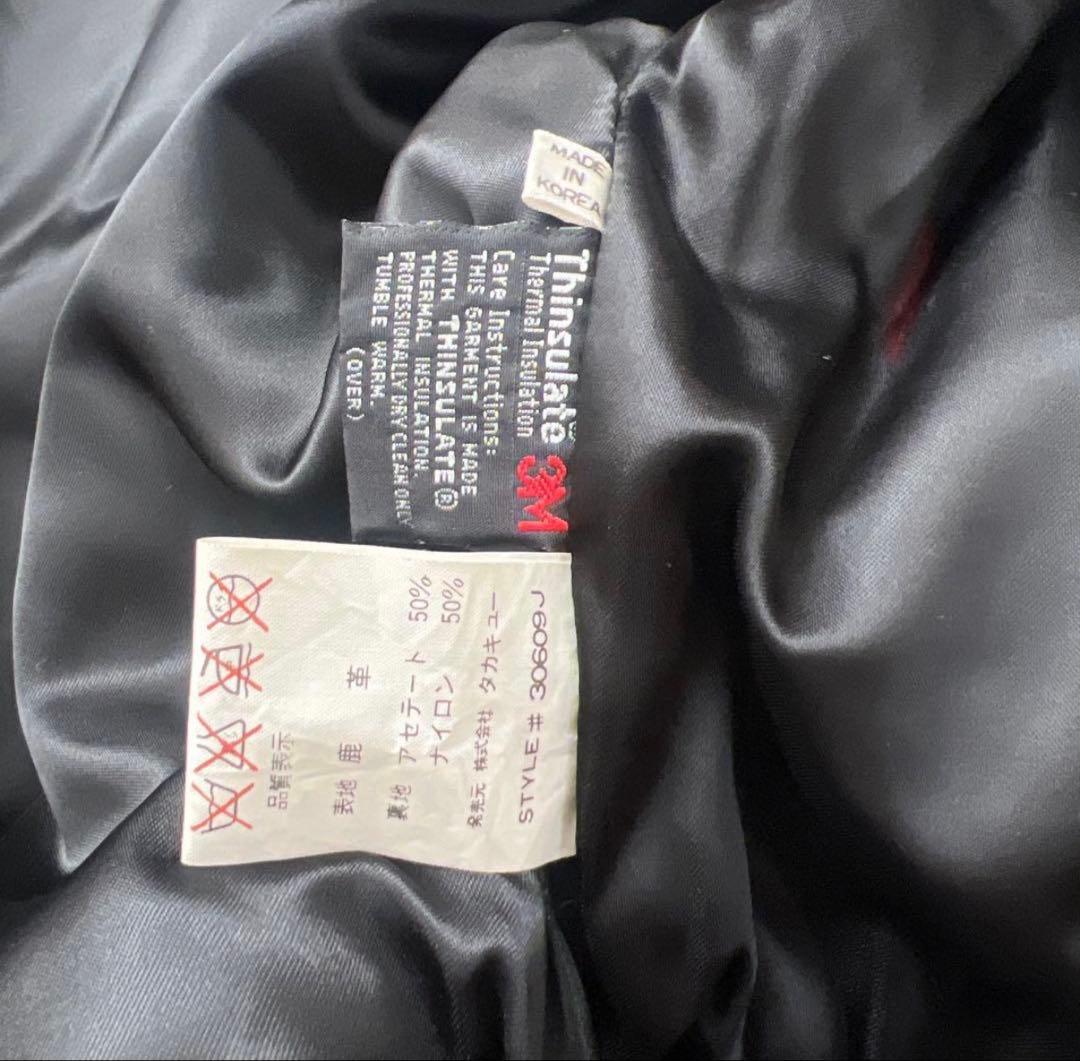 MADE
IN
KOREA
Thinsulate®
Thermal Insulation 3M
Care Instructions:
THIS GARMENT IS MADE
WITH THINSULATE®
THERMAL INSULATION.
PROFESSIONALLY DRY CLEAN ONLY
TUMBLE WARM.
(OVER)
品質表示
表地 鹿 革
裏地 アセテート 50%
ナイロン 50%
発売元 株式会社 タカキュー
STYLE# 30609J